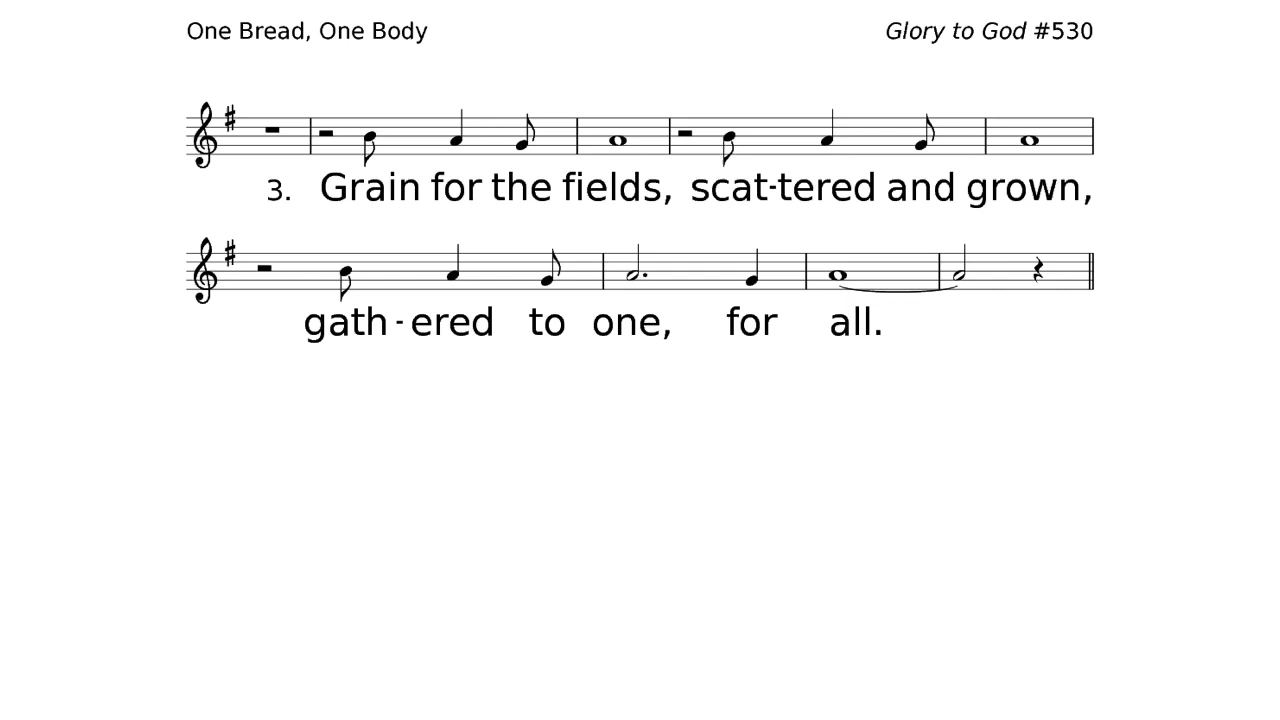 One Bread, One Body
Glory to God #530
3. Grain for the fields, scat-tered and grown,
gath-ered to one, for all.